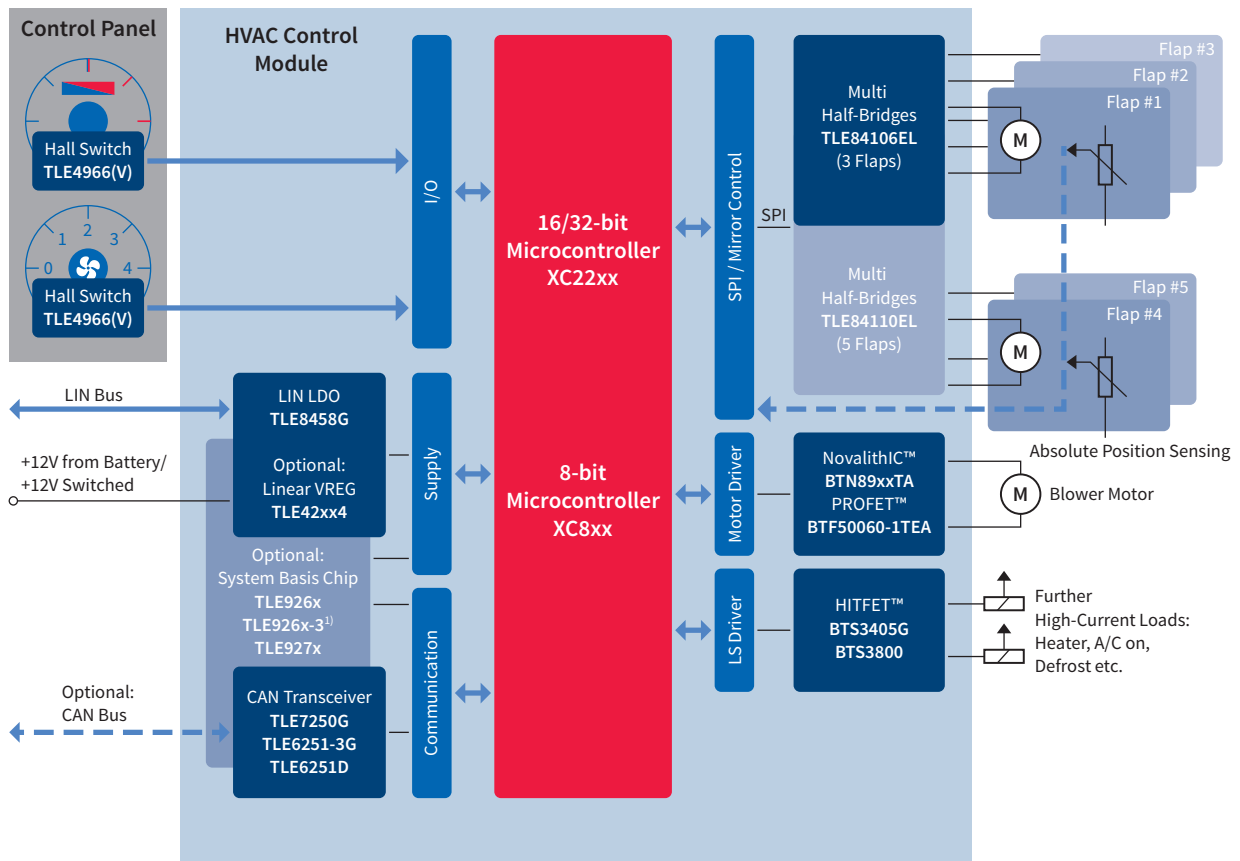 Control Panel
Hall Switch
TLE4966(V)
0
1
2
3
4
Hall Switch
TLE4966(V)
HVAC Control
Module
I/O
LIN Bus
+12V from Battery/
+12V Switched
Optional:
CAN Bus
LIN LDO
TLE8458G
Optional:
Linear VREG
TLE42xx4
Optional:
System Basis Chip
TLE926x
TLE926x-3¹⁾
TLE927x
CAN Transceiver
TLE7250G
TLE6251-3G
TLE6251D
Supply
Communication
16/32-bit
Microcontroller
XC22xx
8-bit
Microcontroller
XC8xx
SPI / Mirror Control
SPI
Motor Driver
LS Driver
Multi
Half-Bridges
TLE84106EL
(3 Flaps)
Multi
Half-Bridges
TLE84110EL
(5 Flaps)
NovalithIC™
BTN89xxTA
PROFET™
BTF50060-1TEA
HITFET™
BTS3405G
BTS3800
Flap #3
Flap #2
Flap #1
M
Flap #5
Flap #4
M
Absolute Position Sensing
M
Blower Motor
Further
High-Current Loads:
Heater, A/C on,
Defrost etc.